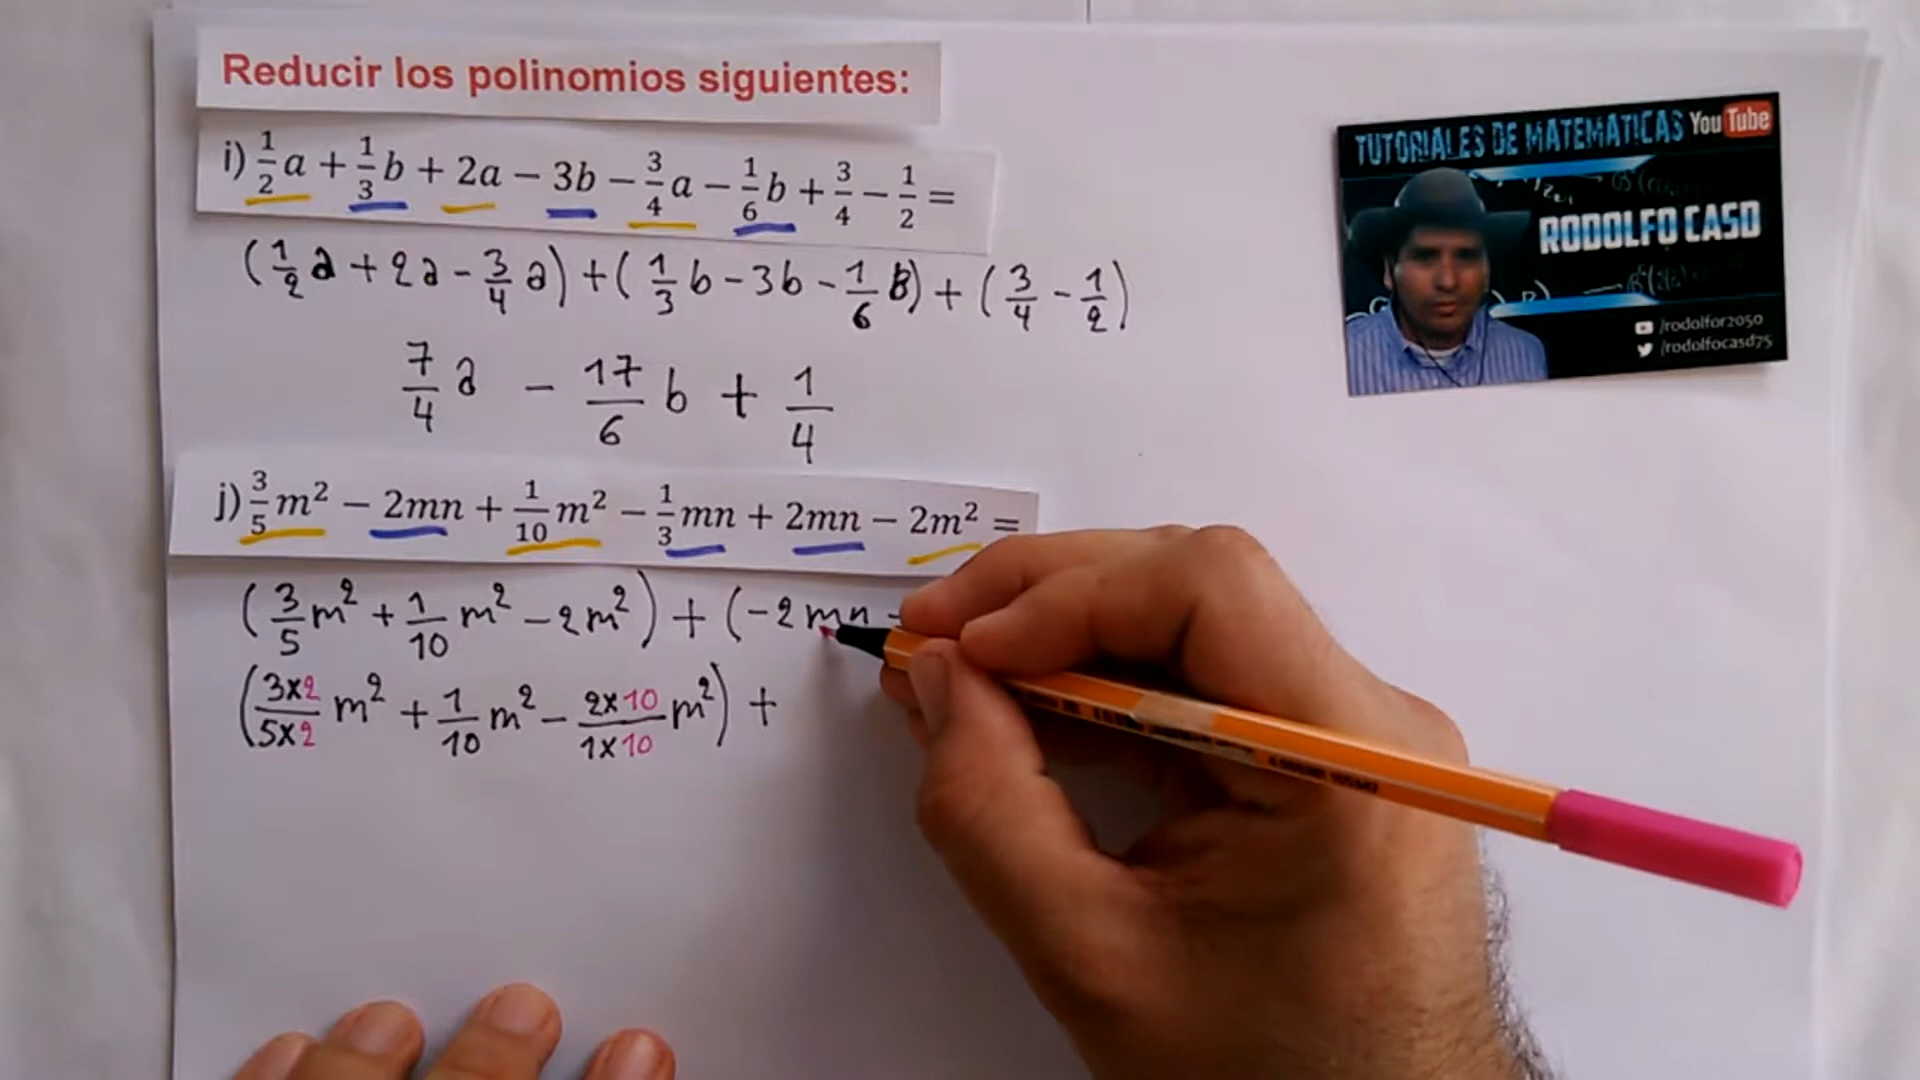 Reducir los polinomios siguientes:
i) 1/2 a + 1/3 b + 2a − 3b − 3/4 a − 1/6 b + 3/4 − 1/2 =
(1/2 a + 2a - 3/4 a) + (1/3 b - 3b - 1/6 b) + (3/4 - 1/2)
7/4 a - 17/6 b + 1/4
j) 3/5 m² − 2mn + 1/10 m² − 1/3 mn + 2mn − 2m² =
(3/5 m² + 1/10 m² - 2m²) + (-2mn -
(3x2/5x2 m² + 1/10 m² - 2x10/1x10 m²) +
TUTORIALES DE MATEMATICAS YouTube
RODOLFO CASD
/rodolfor2050
/rodolfocasd75